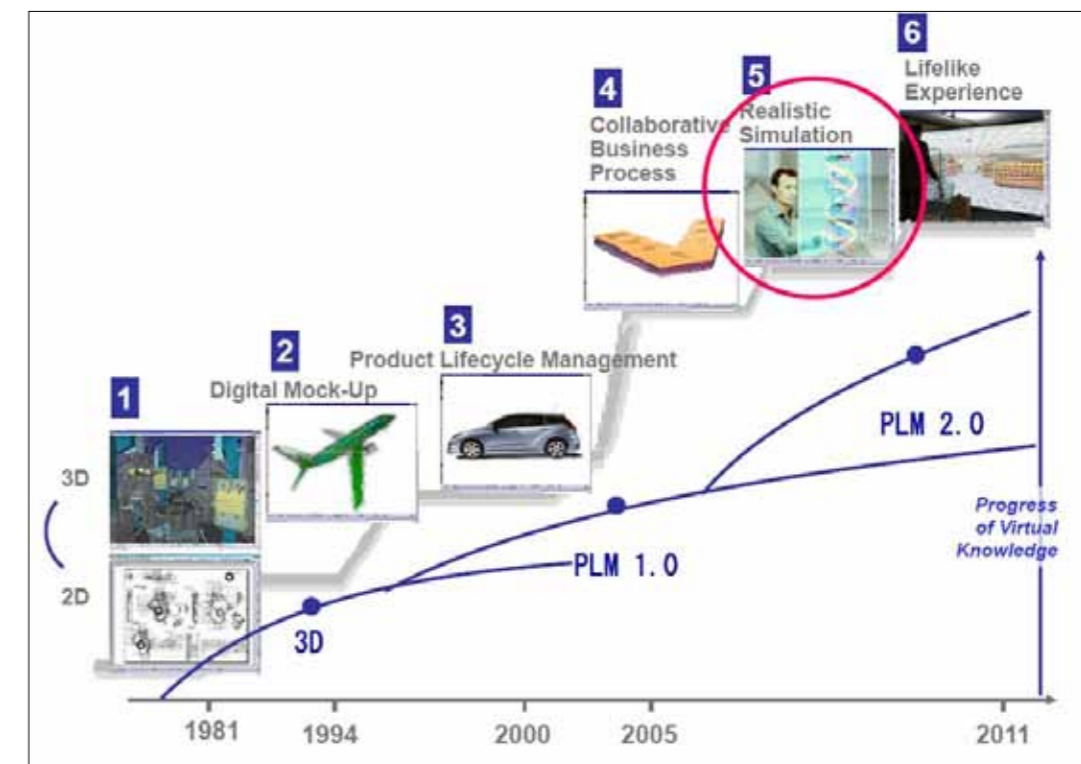 6
Lifelike
Experience
5
Realistic
Simulation
4
Collaborative
Business
Process
3
Product Lifecycle Management
2
Digital Mock-Up
1
3D
2D
PLM 2.0
Progress
of Virtual
Knowledge
PLM 1.0
3D
1981
1994
2000
2005
2011